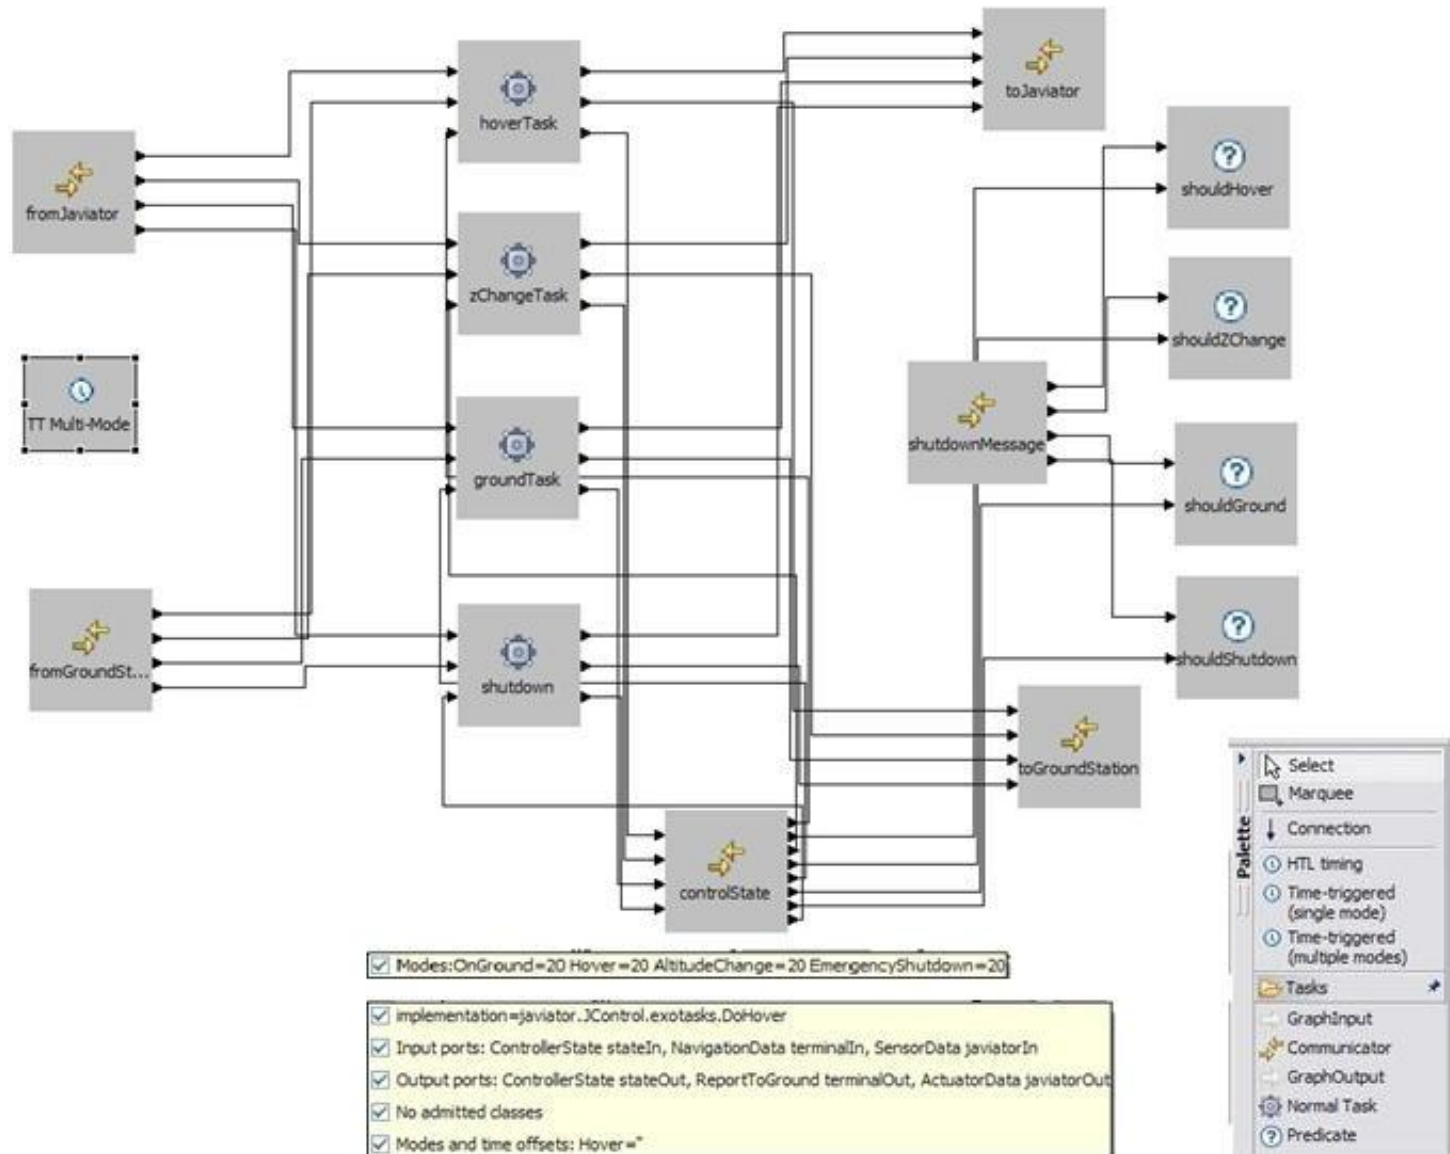 hoverTask
toJaviator
fromJaviator
shouldHover
zChangeTask
shouldZChange
TT Multi-Mode
shutdownMessage
groundTask
shouldGround
fromGroundSt...
shutdown
shouldShutdown
toGroundStation
controlState
Palette
Select
Marquee
Connection
HTL timing
Time-triggered
(single mode)
Time-triggered
(multiple modes)
Tasks
GraphInput
Communicator
GraphOutput
Normal Task
Predicate
Modes:OnGround=20 Hover=20 AltitudeChange=20 EmergencyShutdown=20
implementation=javiator.JControl.exotasks.DoHover
Input ports: ControllerState stateIn, NavigationData terminalIn, SensorData javiatorIn
Output ports: ControllerState stateOut, ReportToGround terminalOut, ActuatorData javiatorOut
No admitted classes
Modes and time offsets: Hover=''